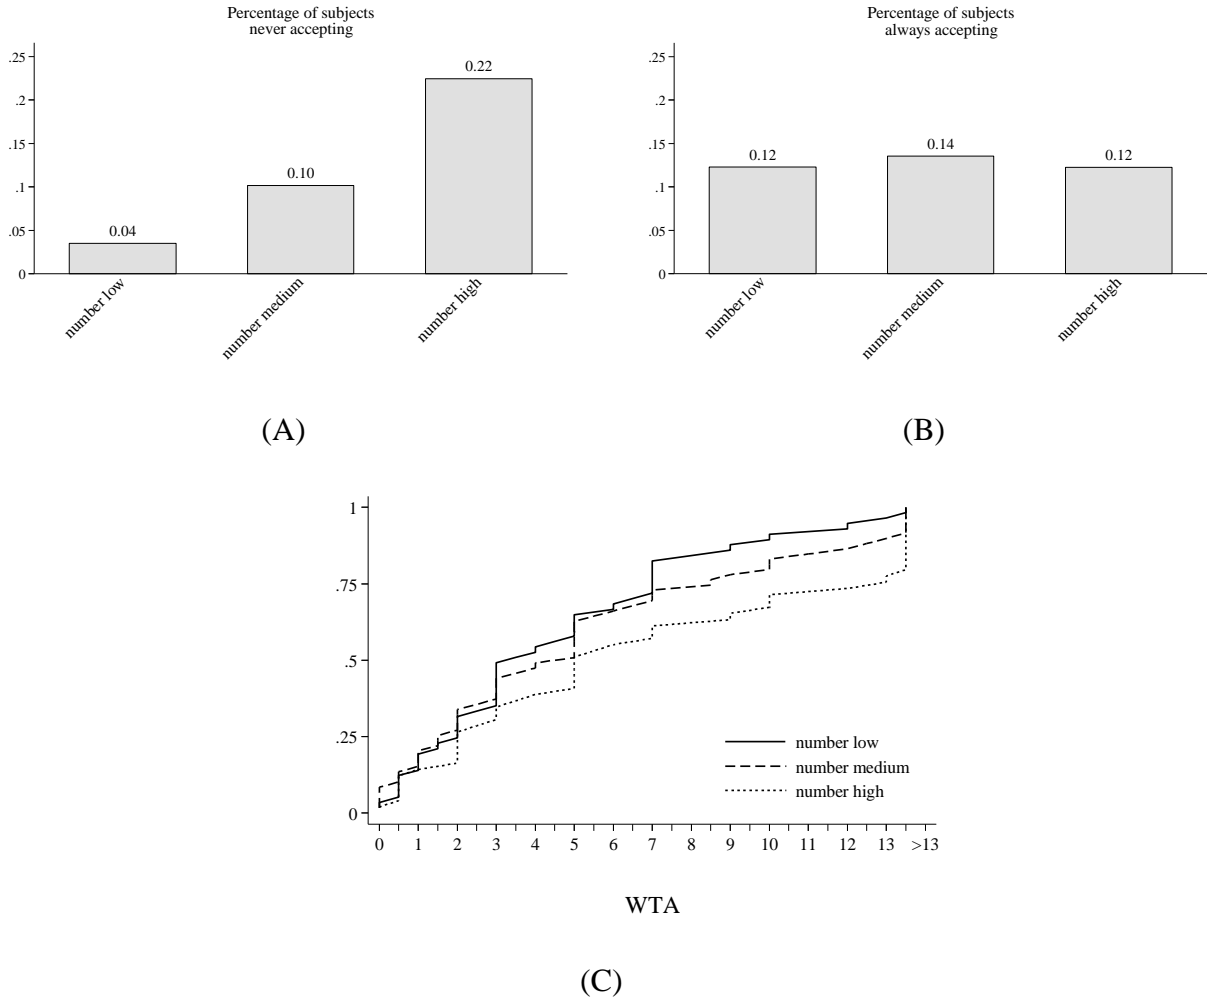 Percentage of subjects
never accepting
.25
.2
.15
.1
.05
0
0.04
0.10
0.22
number low
number medium
number high
(A)
Percentage of subjects
always accepting
.25
.2
.15
.1
.05
0
0.12
0.14
0.12
number low
number medium
number high
(B)
1
.75
.5
.25
0
number low
number medium
number high
0 1 2 3 4 5 6 7 8 9 10 11 12 13 >13
WTA
(C)